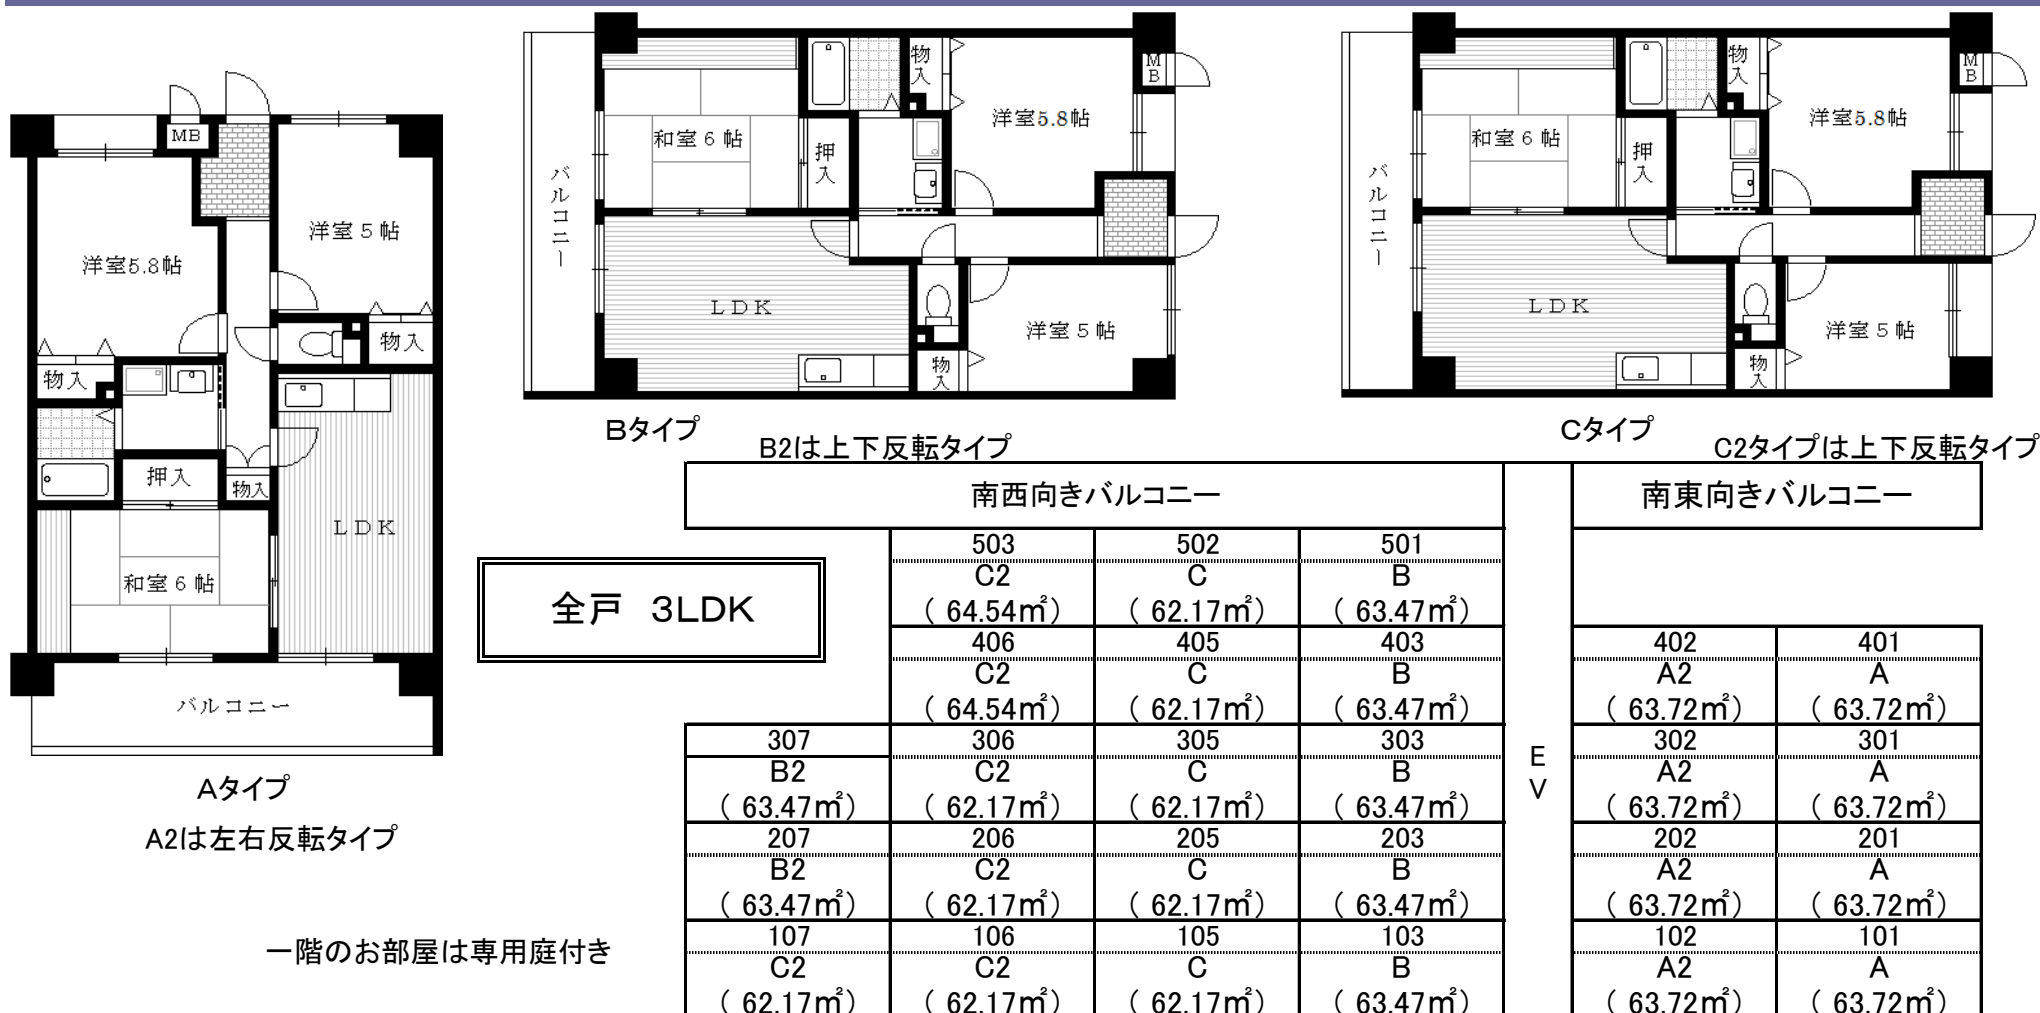 MB
洋室5.8帖
洋室5帖
物入
物入
押入
物入
LDK
和室6帖
バルコニー
Aタイプ
A2は左右反転タイプ
物入
MB
洋室5.8帖
和室6帖
押入
バルコニー
LDK
洋室5帖
物入
Bタイプ
B2は上下反転タイプ
物入
MB
洋室5.8帖
和室6帖
押入
バルコニー
LDK
洋室5帖
物入
Cタイプ
C2タイプは上下反転タイプ
全戸 3LDK
一階のお部屋は専用庭付き
南西向きバルコニー EV 南東向きバルコニー
503 502 501
C2 C B
( 64.54㎡) ( 62.17㎡) ( 63.47㎡)
406 405 403 402 401
C2 C B A2 A
( 64.54㎡) ( 62.17㎡) ( 63.47㎡) ( 63.72㎡) ( 63.72㎡)
307 306 305 303 302 301
B2 C2 C B A2 A
( 63.47㎡) ( 62.17㎡) ( 62.17㎡) ( 63.47㎡) ( 63.72㎡) ( 63.72㎡)
207 206 205 203 202 201
B2 C2 C B A2 A
( 63.47㎡) ( 62.17㎡) ( 62.17㎡) ( 63.47㎡) ( 63.72㎡) ( 63.72㎡)
107 106 105 103 102 101
C2 C2 C B A2 A
( 62.17㎡) ( 62.17㎡) ( 62.17㎡) ( 63.47㎡) ( 63.72㎡) ( 63.72㎡)